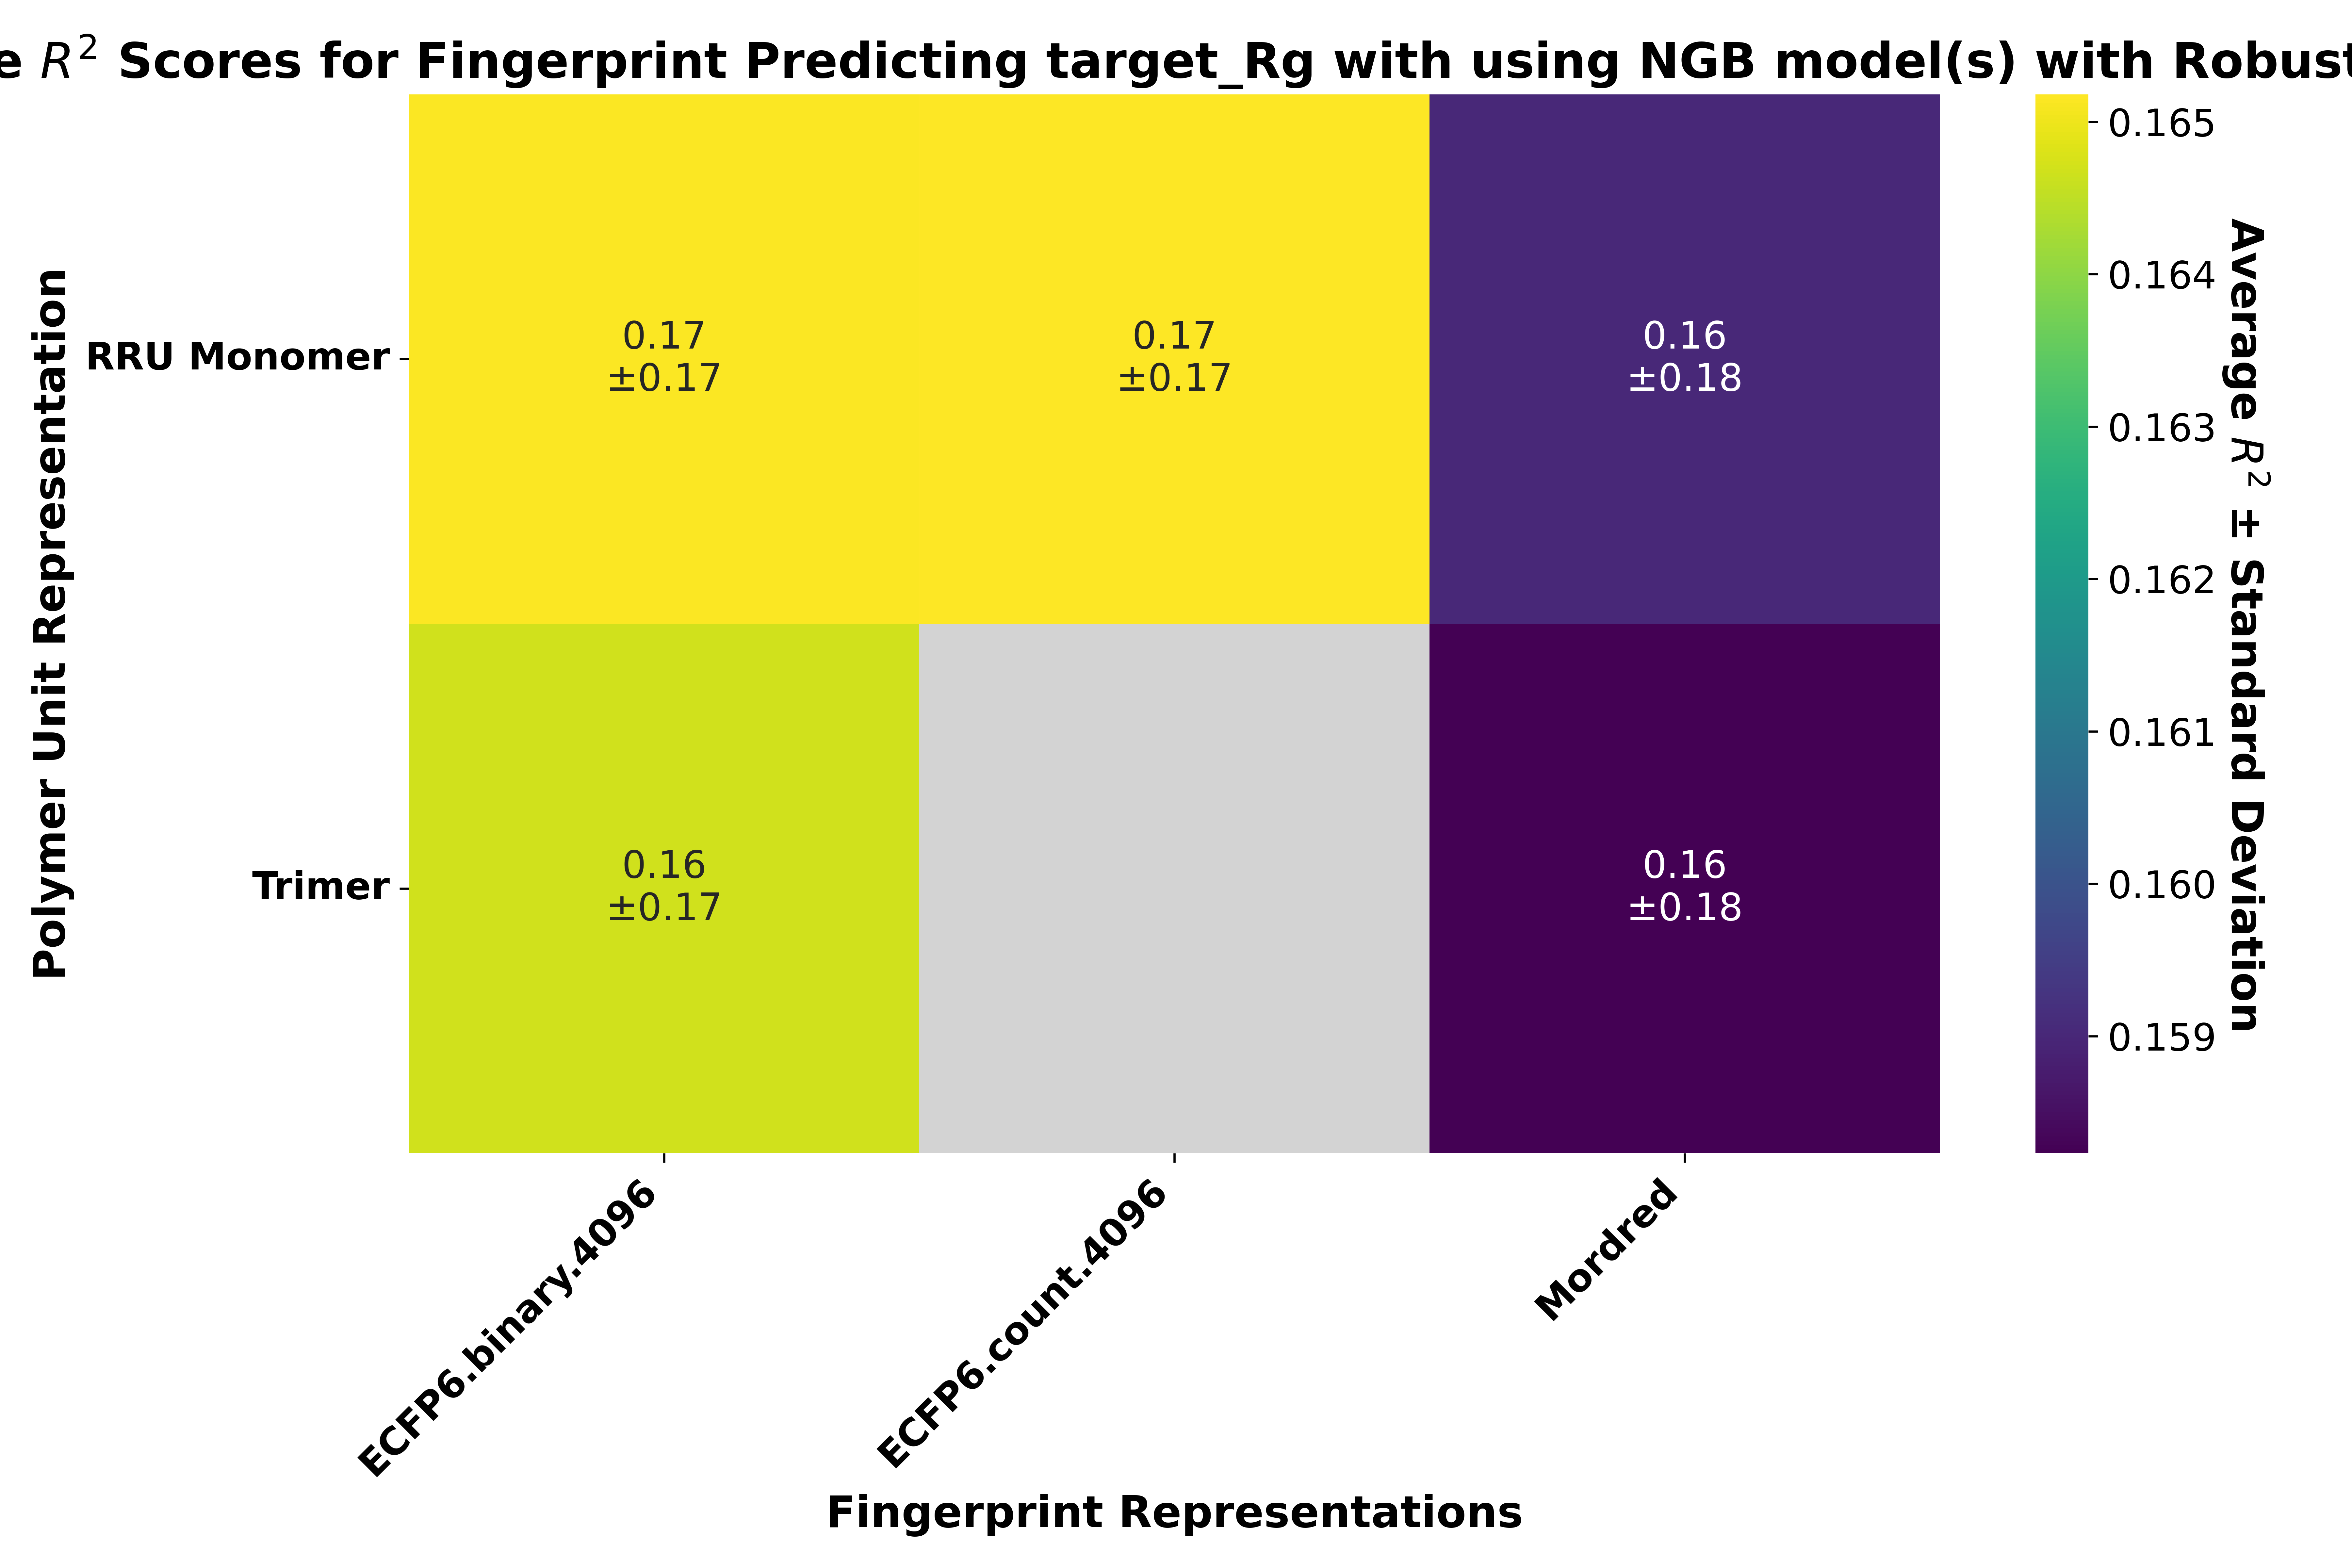 e R² Scores for Fingerprint Predicting target_Rg with using NGB model(s) with Robust
Polymer Unit Representation
RRU Monomer
Trimer
0.17
±0.17
0.17
±0.17
0.16
±0.18
0.16
±0.17
0.16
±0.18
ECFP6.binary.4096
ECFP6.count.4096
Mordred
Fingerprint Representations
0.165
0.164
0.163
0.162
0.161
0.160
0.159
Average R² ± Standard Deviation